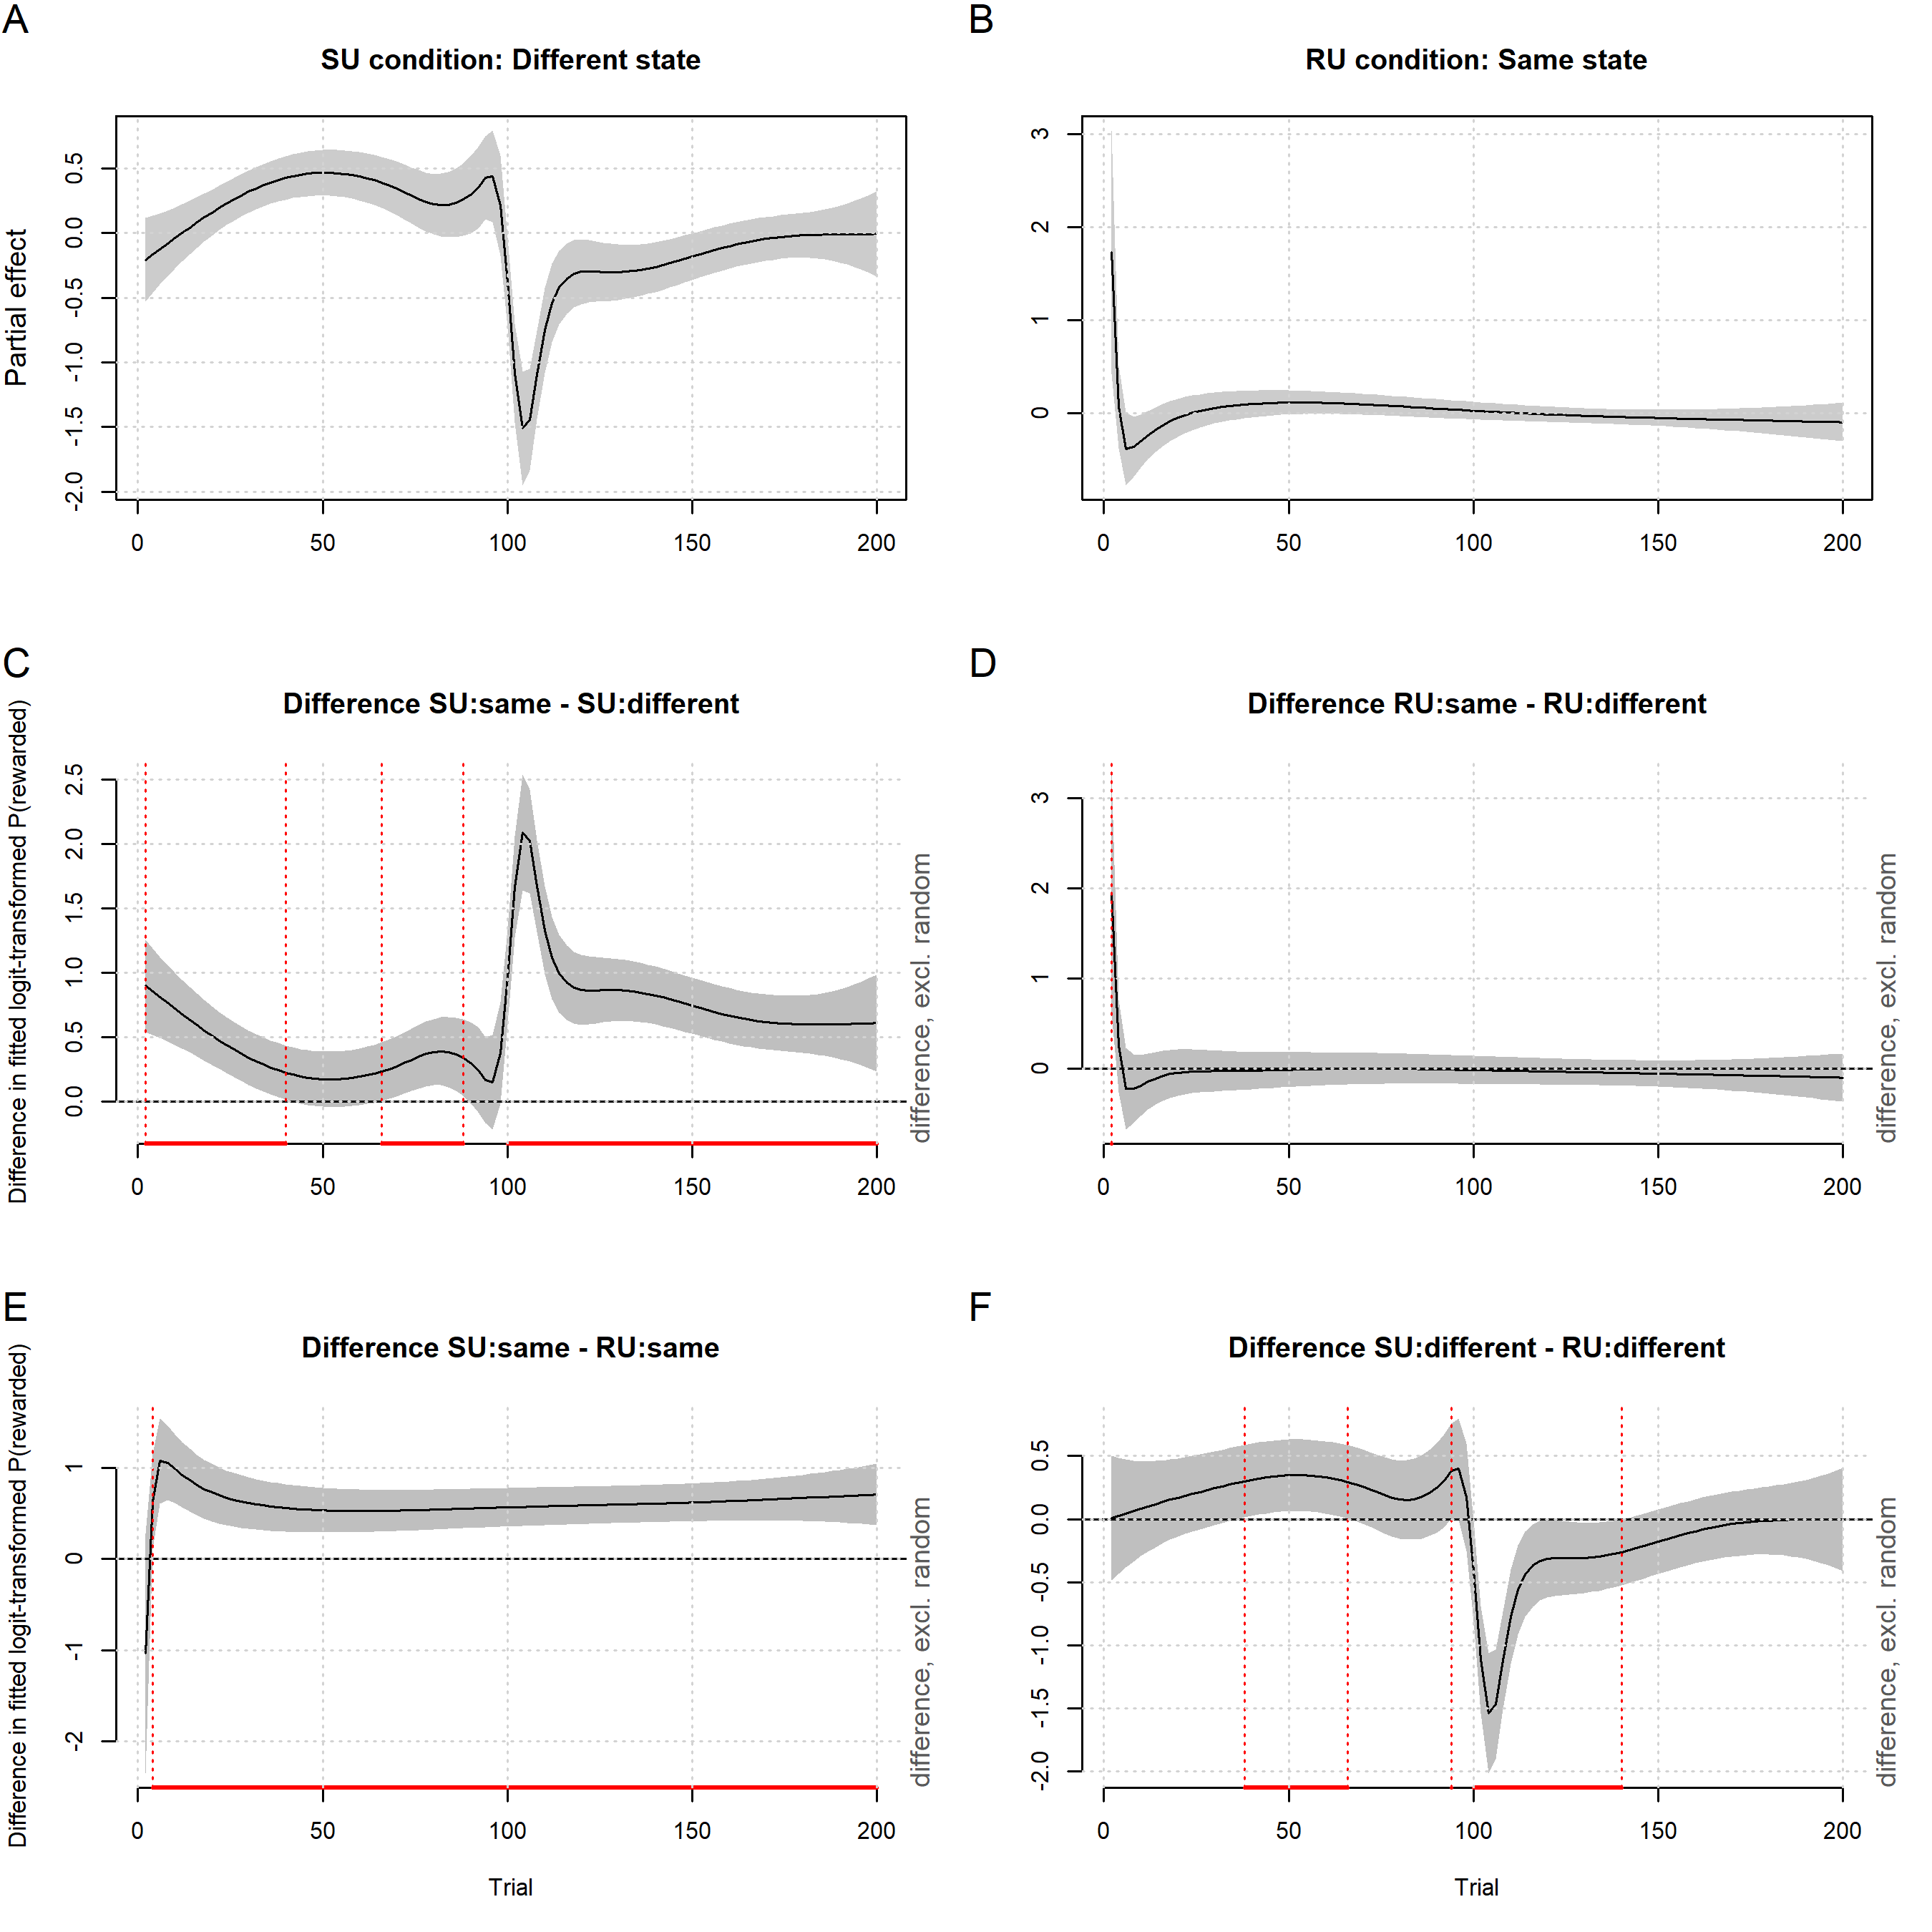 A
SU condition: Different state
Partial effect
0.5
0.0
-0.5
-1.0
-1.5
-2.0
0 50 100 150 200
B
RU condition: Same state
3
2
1
0
0 50 100 150 200
C
Difference SU:same - SU:different
Difference in fitted logit-transformed P(rewarded)
2.5
2.0
1.5
1.0
0.5
0.0
0 50 100 150 200
difference, excl. random
D
Difference RU:same - RU:different
3
2
1
0
0 50 100 150 200
difference, excl. random
E
Difference SU:same - RU:same
Difference in fitted logit-transformed P(rewarded)
1
0
-1
-2
0 50 100 150 200
Trial
difference, excl. random
F
Difference SU:different - RU:different
0.5
0.0
-0.5
-1.0
-1.5
-2.0
0 50 100 150 200
Trial
difference, excl. random